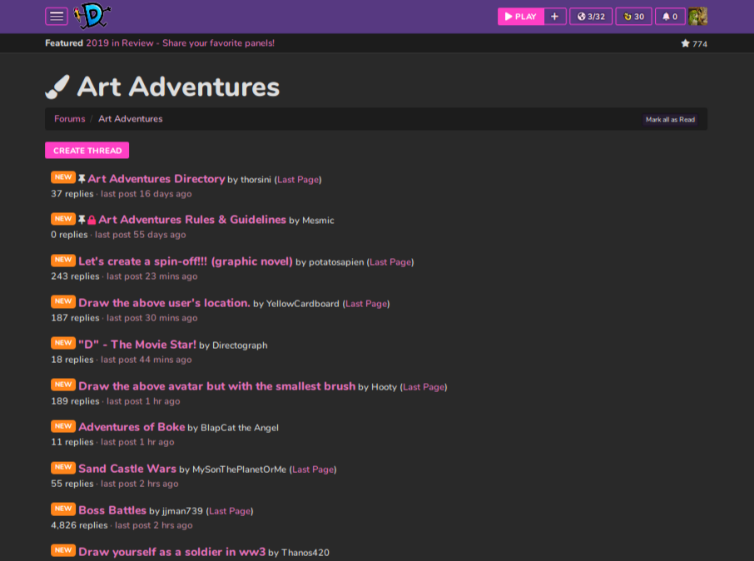 PLAY + 3/32 30 0
Featured 2019 in Review - Share your favorite panels! 774
Art Adventures
Forums / Art Adventures Mark all as Read
CREATE THREAD
NEW Art Adventures Directory by thorsini (Last Page)
37 replies · last post 16 days ago
NEW Art Adventures Rules & Guidelines by Mesmic
0 replies · last post 55 days ago
NEW Let's create a spin-off!!! (graphic novel) by potatosapien (Last Page)
243 replies · last post 23 mins ago
NEW Draw the above user's location. by YellowCardboard (Last Page)
187 replies · last post 30 mins ago
NEW "D" - The Movie Star! by Directograph
18 replies · last post 44 mins ago
NEW Draw the above avatar but with the smallest brush by Hooty (Last Page)
189 replies · last post 1 hr ago
NEW Adventures of Boke by BlapCat the Angel
11 replies · last post 1 hr ago
NEW Sand Castle Wars by MySonThePlanetOrMe (Last Page)
55 replies · last post 2 hrs ago
NEW Boss Battles by jjman739 (Last Page)
4,826 replies · last post 2 hrs ago
NEW Draw yourself as a soldier in ww3 by Thanos420